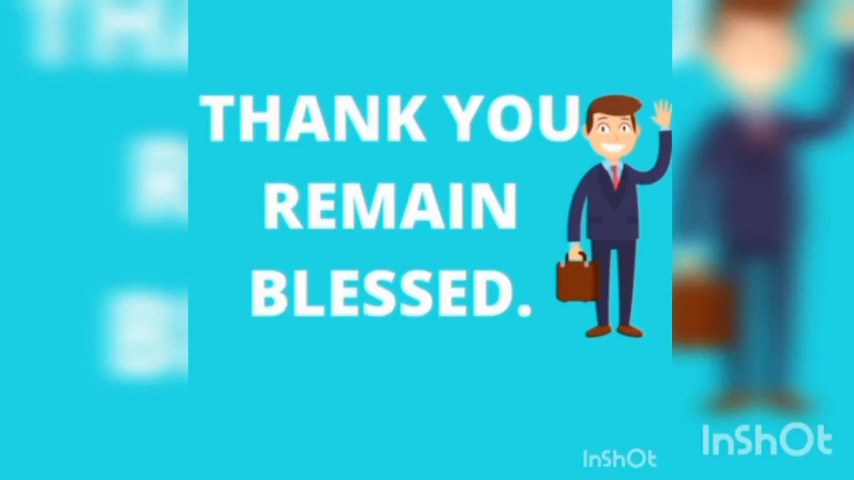 THANK YOU
REMAIN
BLESSED.
InShOt
InShOt